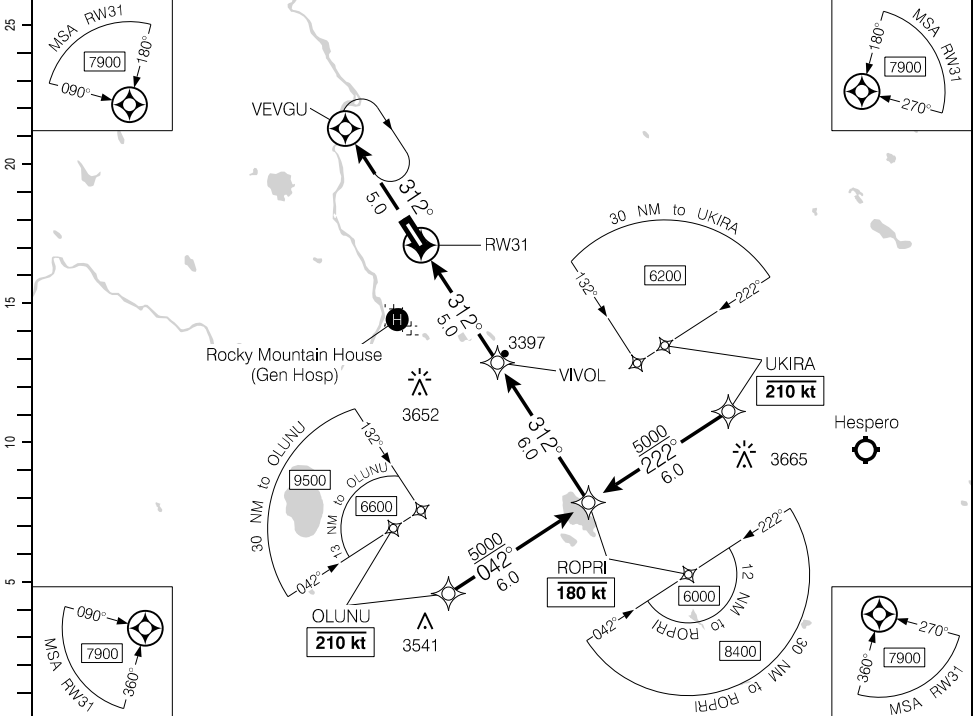 25
20
15
10
5
MSA RW31
7900
180°
090°
MSA RW31
7900
180°
270°
VEVGU
312°
5.0
RW31
312°
5.0
3397
VIVOL
Rocky Mountain House
(Gen Hosp)
H
3652
30 NM to UKIRA
6200
132°
222°
UKIRA
210 kt
Hespero
3665
312°
6.0
5000
222°
6.0
30 NM to OLUNU
9500
13 NM to OLUNU
6600
132°
042°
5000
042°
6.0
OLUNU
210 kt
3541
ROPRI
180 kt
222°
042°
12 NM to ROPRI
6000
30 NM to ROPRI
8400
090°
7900
360°
MSA RW31
270°
7900
360°
MSA RW31